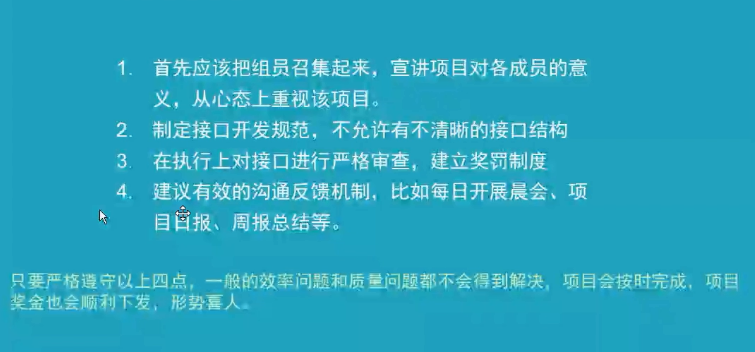 1. 首先应该把组员召集起来，宣讲项目对各成员的意
义，从心态上重视该项目。
2. 制定接口开发规范，不允许有不清晰的接口结构
3. 在执行上对接口进行严格审查，建立奖罚制度
4. 建议有效的沟通反馈机制，比如每日开展晨会、项
目日报、周报总结等。
只要严格遵守以上四点，一般的效率问题和质量问题都不会得到解决，项目会按时完成，项目
奖金也会顺利下发，形势喜人。